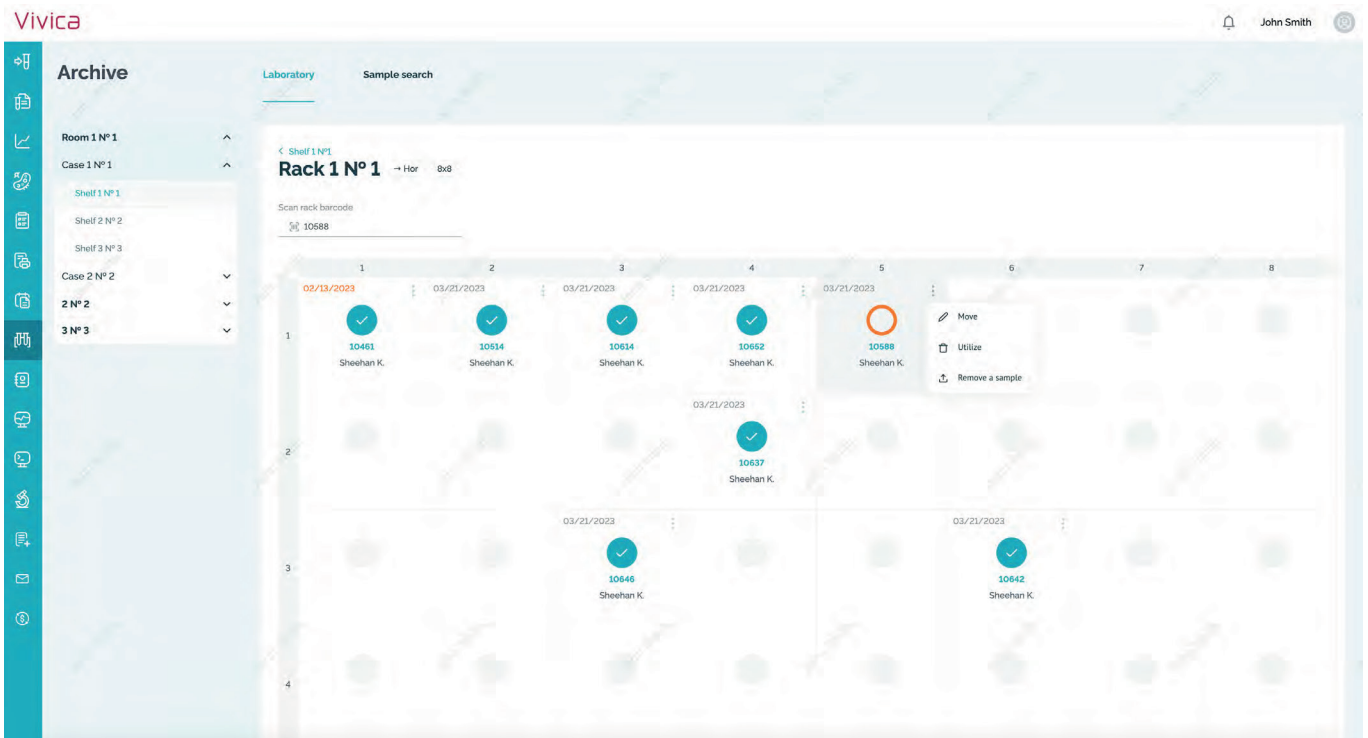 Vivica
John Smith
Archive
Laboratory Sample search
Room 1 Nº 1
Case 1 Nº 1
Shelf 1 Nº 1
Shelf 2 Nº 2
Shelf 3 Nº 3
Case 2 Nº 2
2 Nº 2
3 Nº 3
< Shelf 1 Nº1
Rack 1 Nº 1 → Hor 8x8
Scan rack barcode
10588
1 2 3 4 5 6 7 8
02/13/2023 03/21/2023 03/21/2023 03/21/2023 03/21/2023
1
10461 10514 10614 10652 10588
Sheehan K. Sheehan K. Sheehan K. Sheehan K. Sheehan K.
Move
Utilize
Remove a sample
03/21/2023
2
10637
Sheehan K.
03/21/2023 03/21/2023
3
10646 10642
Sheehan K. Sheehan K.
4